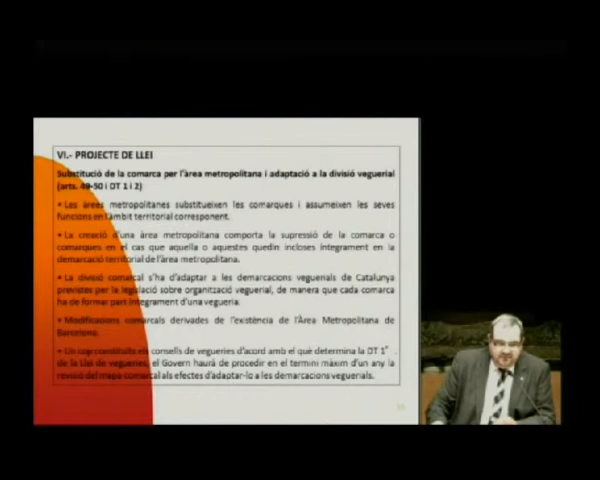 VI.- PROJECTE DE LLEI
Substitució de la comarca per l'àrea metropolitana i adaptació a la divisió veguerial
(arts. 49-50 i DT 1 i 2)
• Les àrees metropolitanes substitueixen les comarques i assumeixen les seves
funcions en l'àmbit territorial corresponent.
• La creació d'una àrea metropolitana comporta la supressió de la comarca o
comarques en el cas que aquella o aquestes quedin incloses íntegrament en la
demarcació territorial de l'àrea metropolitana.
• La divisió comarcal s'ha d'adaptar a les demarcacions veguerials de Catalunya
previstes per la legislació sobre organització veguerial, de manera que cada comarca
ha de formar part íntegrament d'una vegueria.
• Modificacions comarcals derivades de l'existència de l'Àrea Metropolitana de
Barcelona.
• Un cop constituïts els consells de vegueries d'acord amb el què determina la DT 1ª
de la Llei de vegueries, el Govern haurà de procedir en el termini màxim d'un any la
revisió del mapa comarcal als efectes d'adaptar-lo a les demarcacions veguerials.